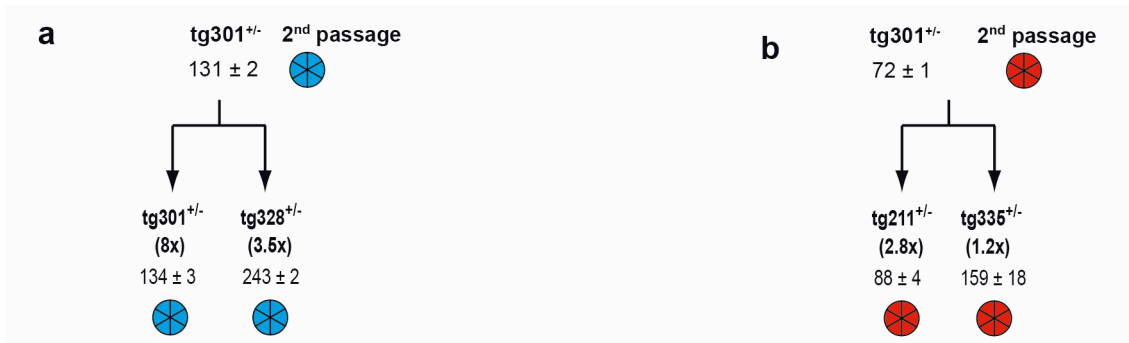 a
tg301+/- 2nd passage
131 ± 2
tg301+/- tg328+/-
(8x) (3.5x)
134 ± 3 243 ± 2
b
tg301+/- 2nd passage
72 ± 1
tg211+/- tg335+/-
(2.8x) (1.2x)
88 ± 4 159 ± 18